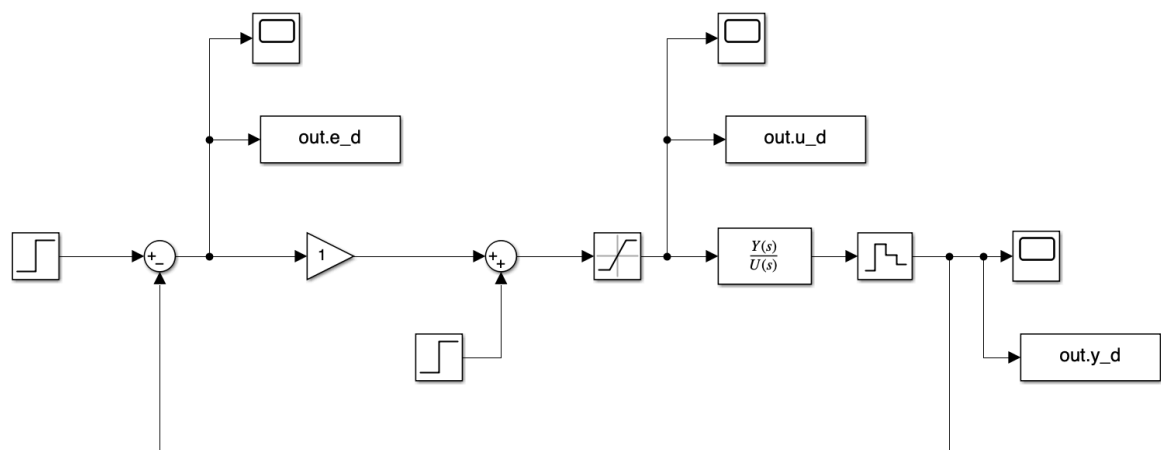 out.e_d
out.u_d
+
−
1
+
+
Y(s)
U(s)
out.y_d